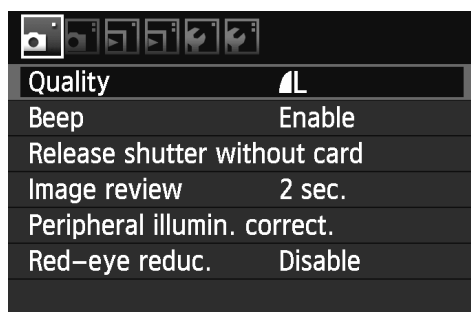 Quality L
Beep Enable
Release shutter without card
Image review 2 sec.
Peripheral illumin. correct.
Red-eye reduc. Disable